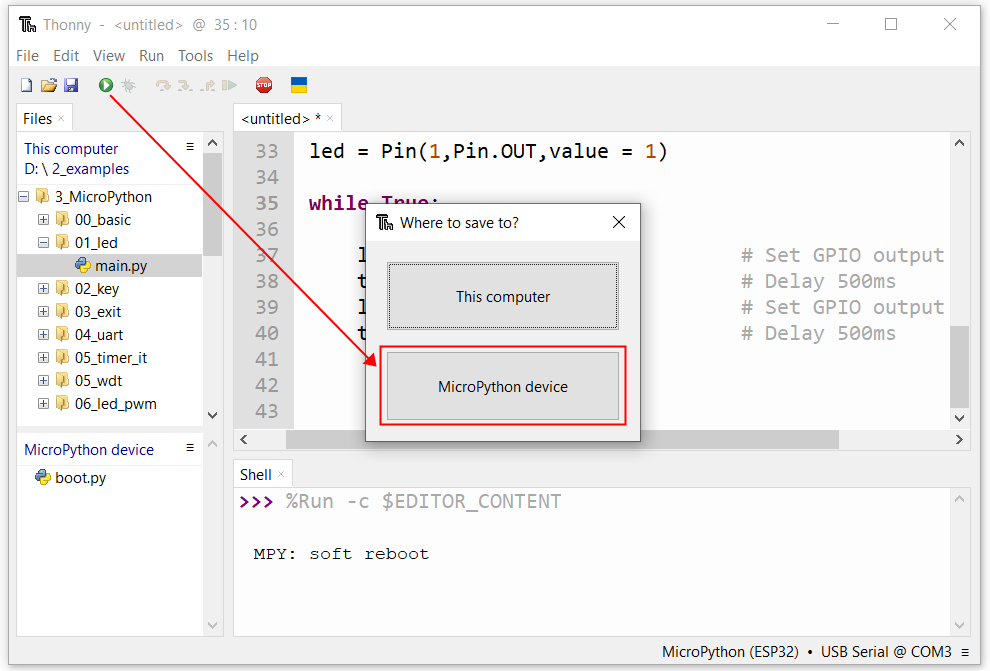 Thonny - <untitled> @ 35 : 10
File Edit View Run Tools Help
STOP
Files
This computer
D: \ 2_examples
3_MicroPython
00_basic
01_led
main.py
02_key
03_exit
04_uart
05_timer_it
05_wdt
06_led_pwm
MicroPython device
boot.py
<untitled> *
33 led = Pin(1,Pin.OUT,value = 1)
34
35 while True:
36
37 l # Set GPIO output
38 t # Delay 500ms
39 l # Set GPIO output
40 t # Delay 500ms
41
42
43
Where to save to?
This computer
MicroPython device
Shell
>>> %Run -c $EDITOR_CONTENT
MPY: soft reboot
MicroPython (ESP32) • USB Serial @ COM3 ≡